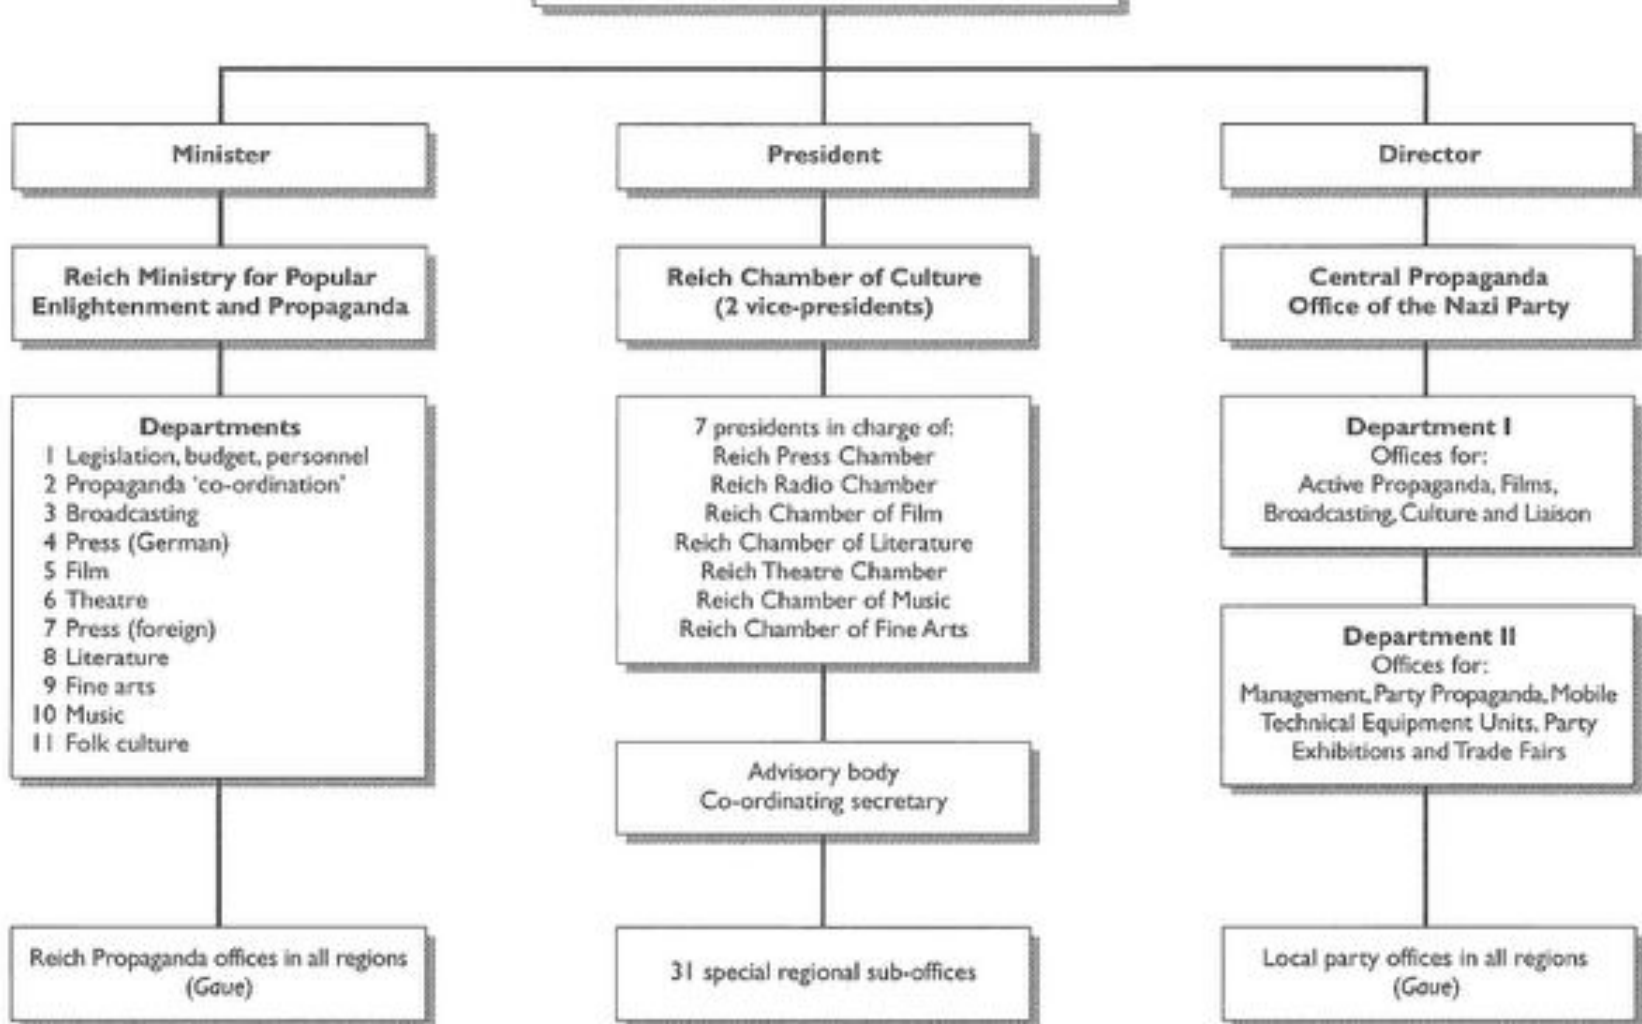 Minister
Reich Ministry for Popular
Enlightenment and Propaganda
Departments
1 Legislation, budget, personnel
2 Propaganda 'co-ordination'
3 Broadcasting
4 Press (German)
5 Film
6 Theatre
7 Press (foreign)
8 Literature
9 Fine arts
10 Music
11 Folk culture
Reich Propaganda offices in all regions
(Gaue)
President
Reich Chamber of Culture
(2 vice-presidents)
7 presidents in charge of:
Reich Press Chamber
Reich Radio Chamber
Reich Chamber of Film
Reich Chamber of Literature
Reich Theatre Chamber
Reich Chamber of Music
Reich Chamber of Fine Arts
Advisory body
Co-ordinating secretary
31 special regional sub-offices
Director
Central Propaganda
Office of the Nazi Party
Department I
Offices for:
Active Propaganda, Films,
Broadcasting, Culture and Liaison
Department II
Offices for:
Management, Party Propaganda, Mobile
Technical Equipment Units, Party
Exhibitions and Trade Fairs
Local party offices in all regions
(Gaue)